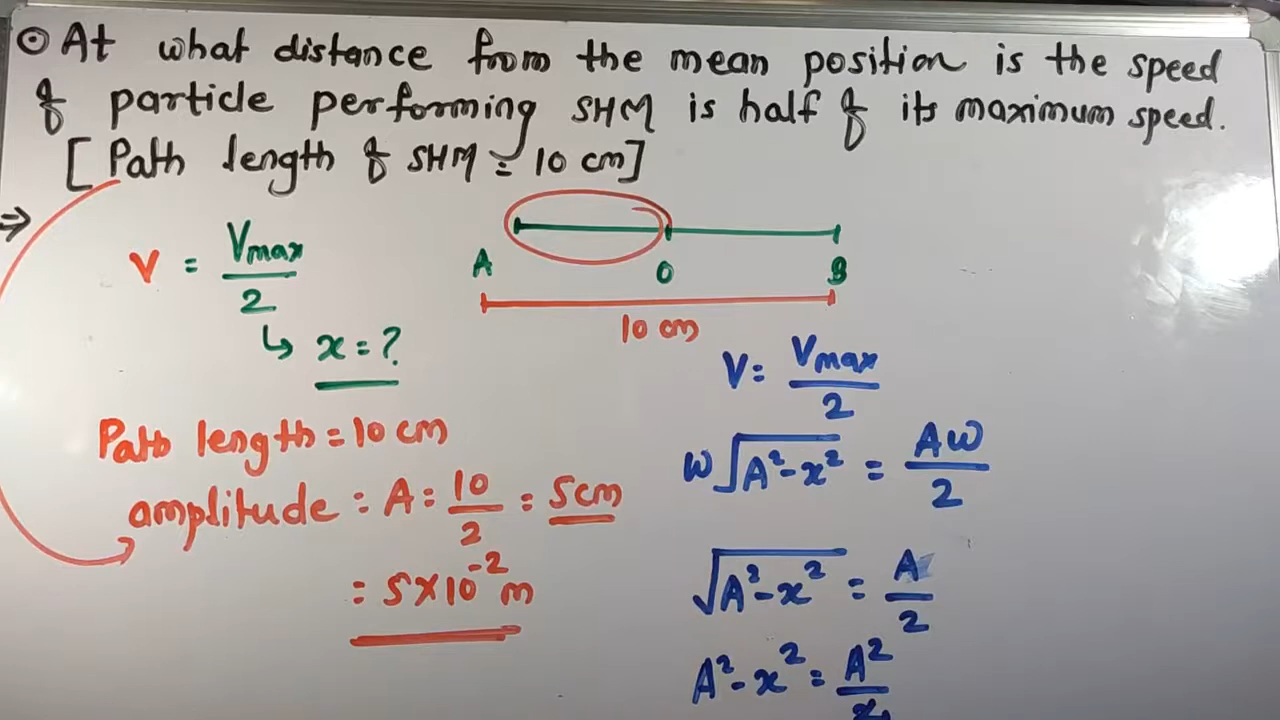 ⊙ At what distance from the mean position is the speed
of particle performing SHM is half of its maximum speed.
[Path length of SHM = 10 cm]
⇒
V = Vmax/2
↳ x = ?
A O B
10 cm
Path length = 10 cm
amplitude = A = 10/2 = 5cm
= 5×10⁻² m
V = Vmax/2
ω√(A²-x²) = Aω/2
√(A²-x²) = A/2
A²-x² = A²/